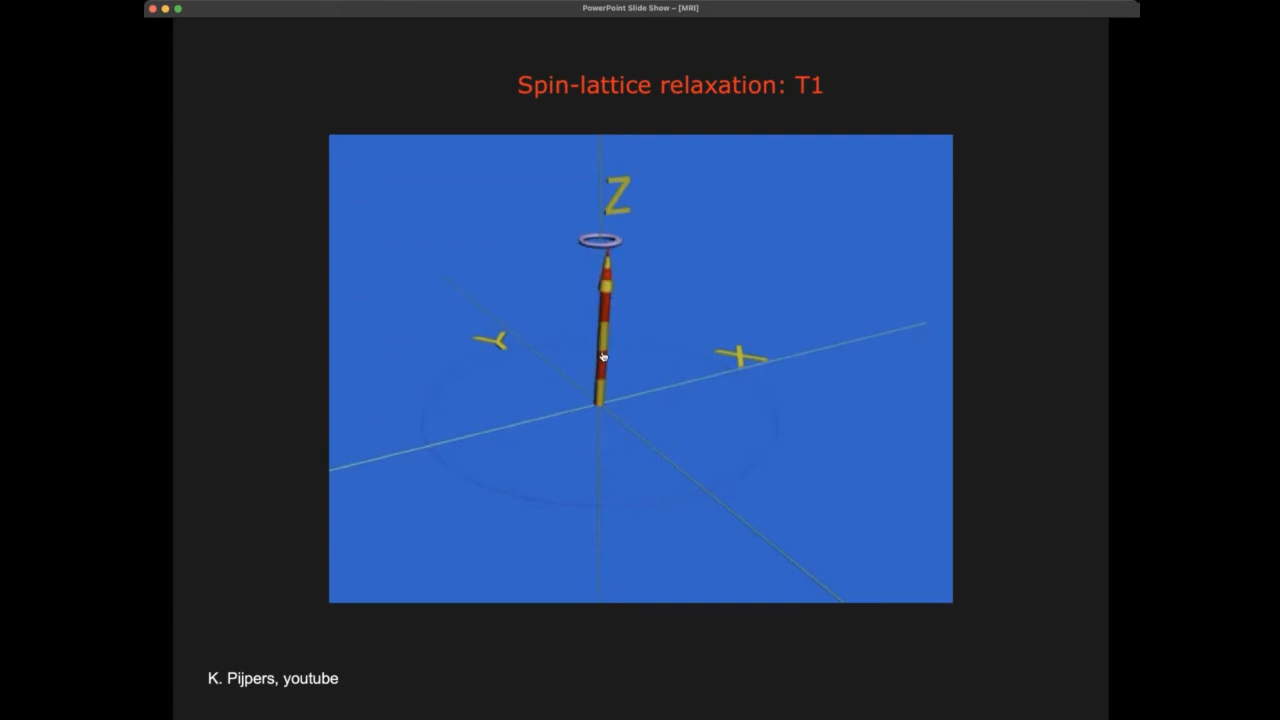 PowerPoint Slide Show – [MRI]
Spin-lattice relaxation: T1
Z
Y
X
K. Pijpers, youtube